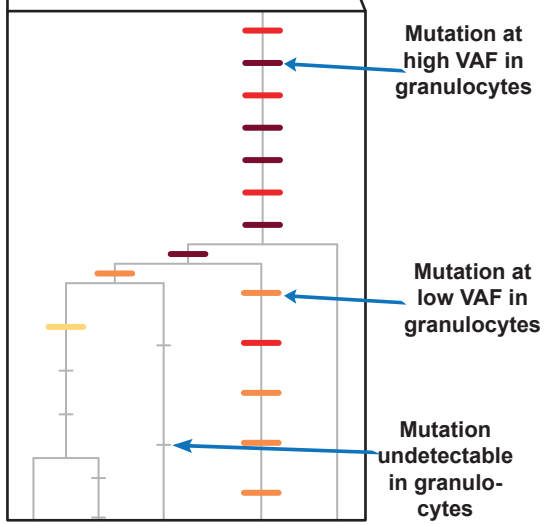 Mutation at
high VAF in
granulocytes
Mutation at
low VAF in
granulocytes
Mutation
undetectable
in granulo-
cytes